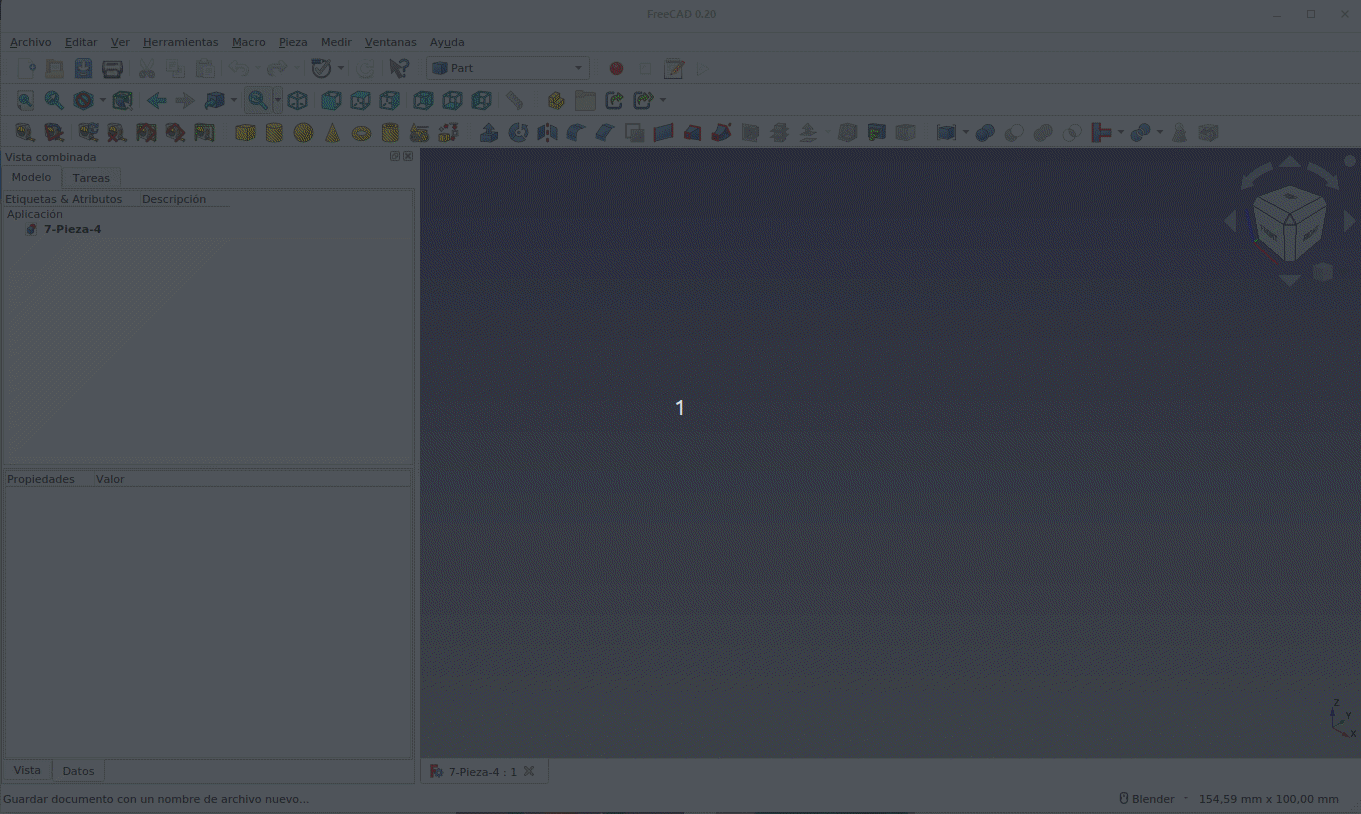 FreeCAD 0.20
Archivo Editar Ver Herramientas Macro Pieza Medir Ventanas Ayuda
Part
Vista combinada
Modelo Tareas
Etiquetas & Atributos Descripción
Aplicación
7-Pieza-4
1
Propiedades Valor
Z
Y
X
Vista Datos
7-Pieza-4 : 1
Guardar documento con un nombre de archivo nuevo... Blender 154,59 mm x 100,00 mm